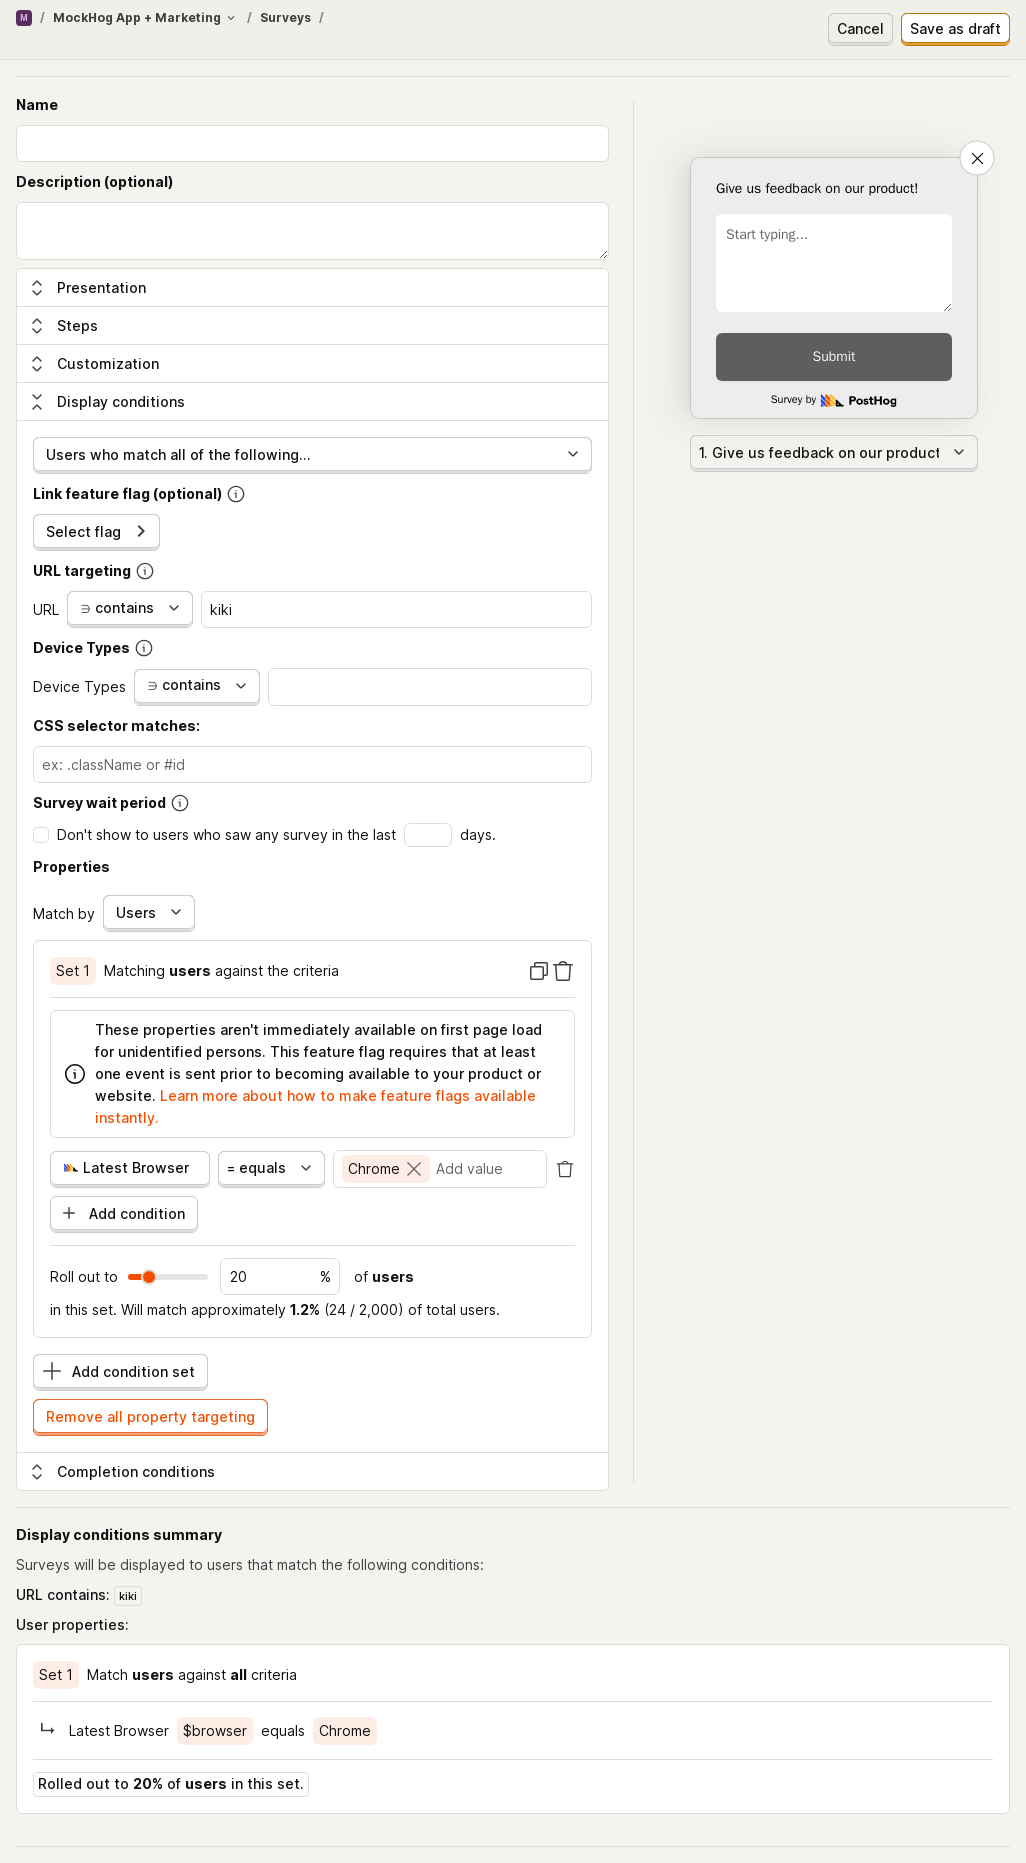 M / MockHog App + Marketing / Surveys /
Cancel
Save as draft
Name
Description (optional)
Presentation
Steps
Customization
Display conditions
Users who match all of the following...
Link feature flag (optional)
Select flag
URL targeting
URL ∋ contains kiki
Device Types
Device Types ∋ contains
CSS selector matches:
ex: .className or #id
Survey wait period
Don't show to users who saw any survey in the last days.
Properties
Match by Users
Set 1 Matching users against the criteria
These properties aren't immediately available on first page load
for unidentified persons. This feature flag requires that at least
one event is sent prior to becoming available to your product or
website. Learn more about how to make feature flags available
instantly.
Latest Browser = equals Chrome Add value
Add condition
Roll out to 20 % of users
in this set. Will match approximately 1.2% (24 / 2,000) of total users.
Add condition set
Remove all property targeting
Completion conditions
Give us feedback on our product!
Start typing...
Submit
Survey by PostHog
1. Give us feedback on our product
Display conditions summary
Surveys will be displayed to users that match the following conditions:
URL contains: kiki
User properties:
Set 1 Match users against all criteria
Latest Browser $browser equals Chrome
Rolled out to 20% of users in this set.